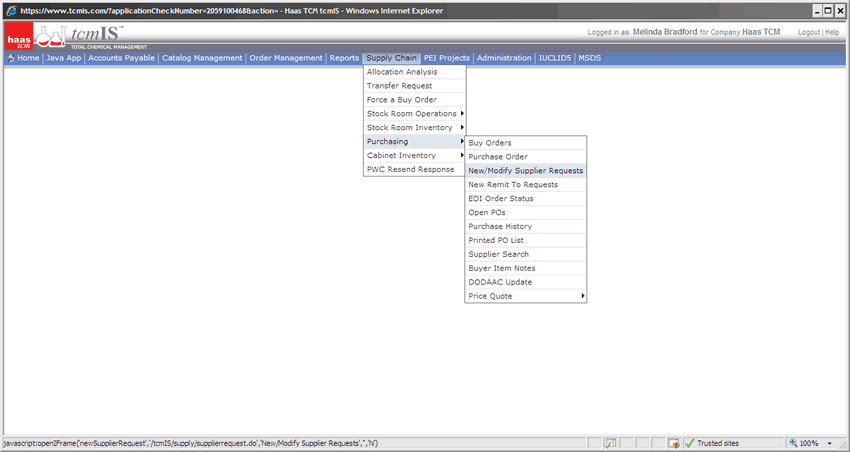 https://www.tcmis.com/?applicationCheckNumber=2059100468&action= - Haas TCM tcmIS - Windows Internet Explorer
haas tcm
tcmIS™
TOTAL CHEMICAL MANAGEMENT
Logged in as: Melinda Bradford for Company Haas TCM Logout | Help
Home | Java App | Accounts Payable | Catalog Management | Order Management | Reports | Supply Chain | PEI Projects | Administration | IUCLIDS | MSDS
Allocation Analysis
Transfer Request
Force a Buy Order
Stock Room Operations
Stock Room Inventory
Purchasing
Cabinet Inventory
PWC Resend Response
Buy Orders
Purchase Order
New/Modify Supplier Requests
New Remit To Requests
EDI Order Status
Open POs
Purchase History
Printed PO List
Supplier Search
Buyer Item Notes
DODAAC Update
Price Quote
javascript:openIFrame('newSupplierRequest','/tcmIS/supply/supplierrequest.do','New/Modify Supplier Requests','','N') Trusted sites 100%